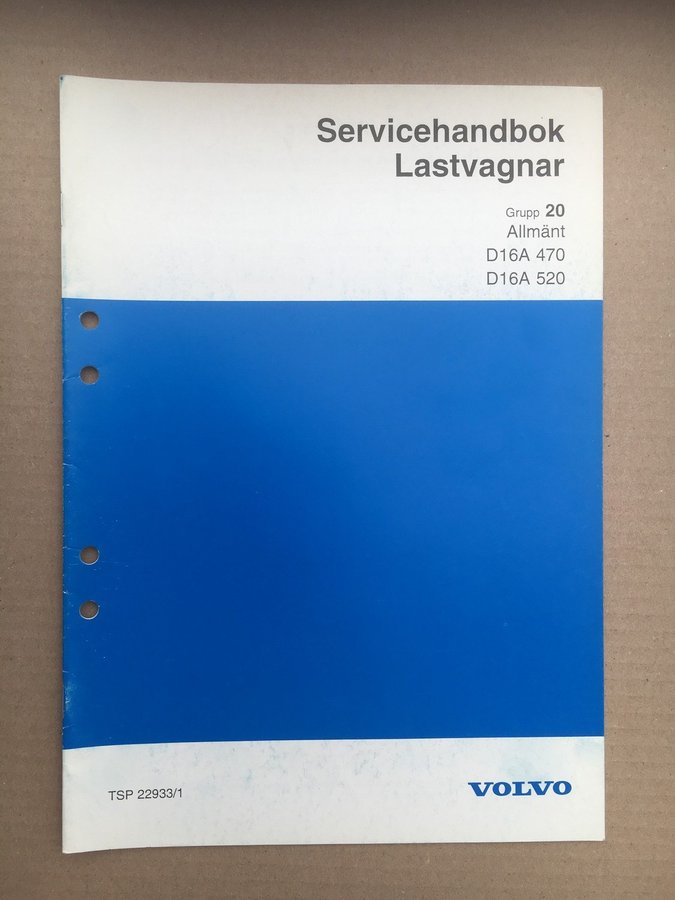 Servicehandbok
Lastvagnar
Grupp 20
Allmänt
D16A 470
D16A 520
TSP 22933/1
VOLVO